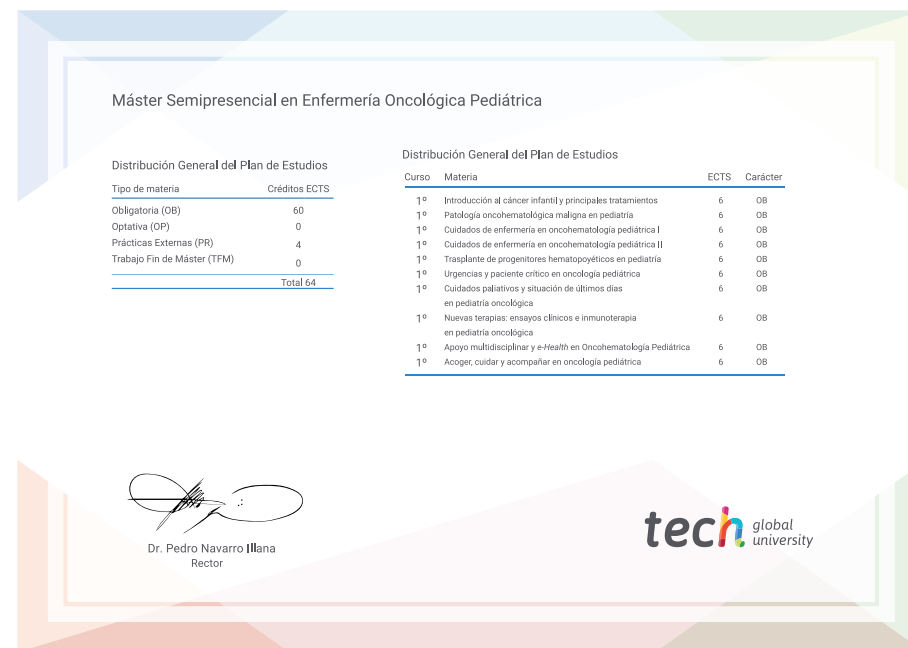 Máster Semipresencial en Enfermería Oncológica Pediátrica
Distribución General del Plan de Estudios
Tipo de materia Créditos ECTS
Obligatoria (OB) 60
Optativa (OP) 0
Prácticas Externas (PR) 4
Trabajo Fin de Máster (TFM) 0
Total 64
Distribución General del Plan de Estudios
Curso Materia ECTS Carácter
1º Introducción al cáncer infantil y principales tratamientos 6 OB
1º Patología oncohematológica maligna en pediatría 6 OB
1º Cuidados de enfermería en oncohematología pediátrica I 6 OB
1º Cuidados de enfermería en oncohematología pediátrica II 6 OB
1º Trasplante de progenitores hematopoyéticos en pediatría 6 OB
1º Urgencias y paciente crítico en oncología pediátrica 6 OB
1º Cuidados paliativos y situación de últimos días 6 OB
en pediatría oncológica
1º Nuevas terapias: ensayos clínicos e inmunoterapia 6 OB
en pediatría oncológica
1º Apoyo multidisciplinar y e-Health en Oncohematología Pediátrica 6 OB
1º Acoger, cuidar y acompañar en oncología pediátrica 6 OB
Dr. Pedro Navarro Illana
Rector
tech global
university